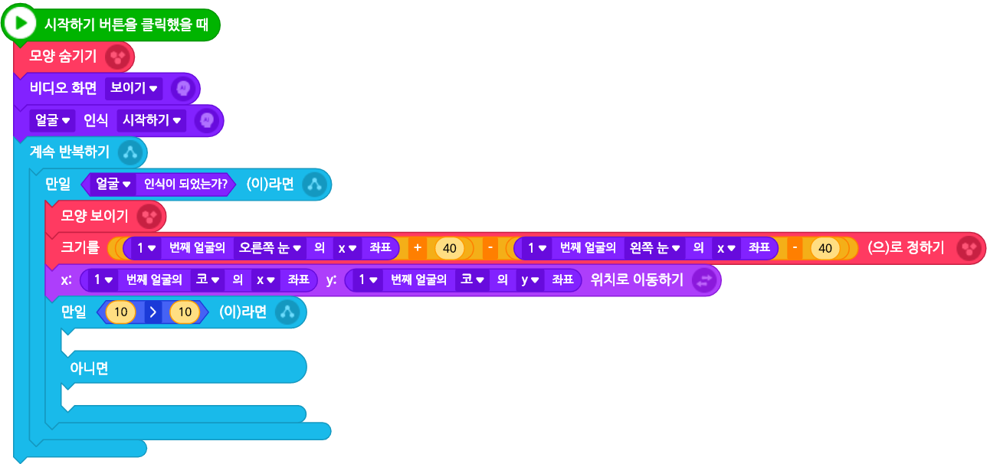 시작하기 버튼을 클릭했을 때
모양 숨기기
비디오 화면 보이기
얼굴 인식 시작하기
계속 반복하기
만일 얼굴 인식이 되었는가? (이)라면
모양 보이기
크기를 1 번째 얼굴의 오른쪽 눈 의 x 좌표 + 40 - 1 번째 얼굴의 왼쪽 눈 의 x 좌표 - 40 (으)로 정하기
x: 1 번째 얼굴의 코 의 x 좌표 y: 1 번째 얼굴의 코 의 y 좌표 위치로 이동하기
만일 10 > 10 (이)라면
아니면